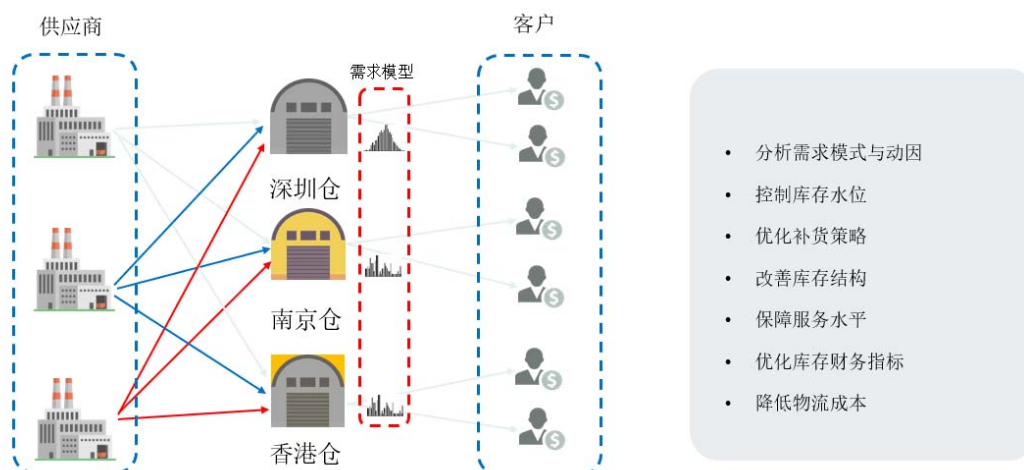 供应商
客户
需求模型
深圳仓
南京仓
香港仓
• 分析需求模式与动因
• 控制库存水位
• 优化补货策略
• 改善库存结构
• 保障服务水平
• 优化库存财务指标
• 降低物流成本